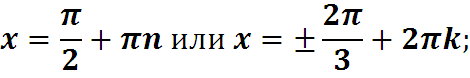 x = π/2 + πn или x = ± 2π/3 + 2πk;